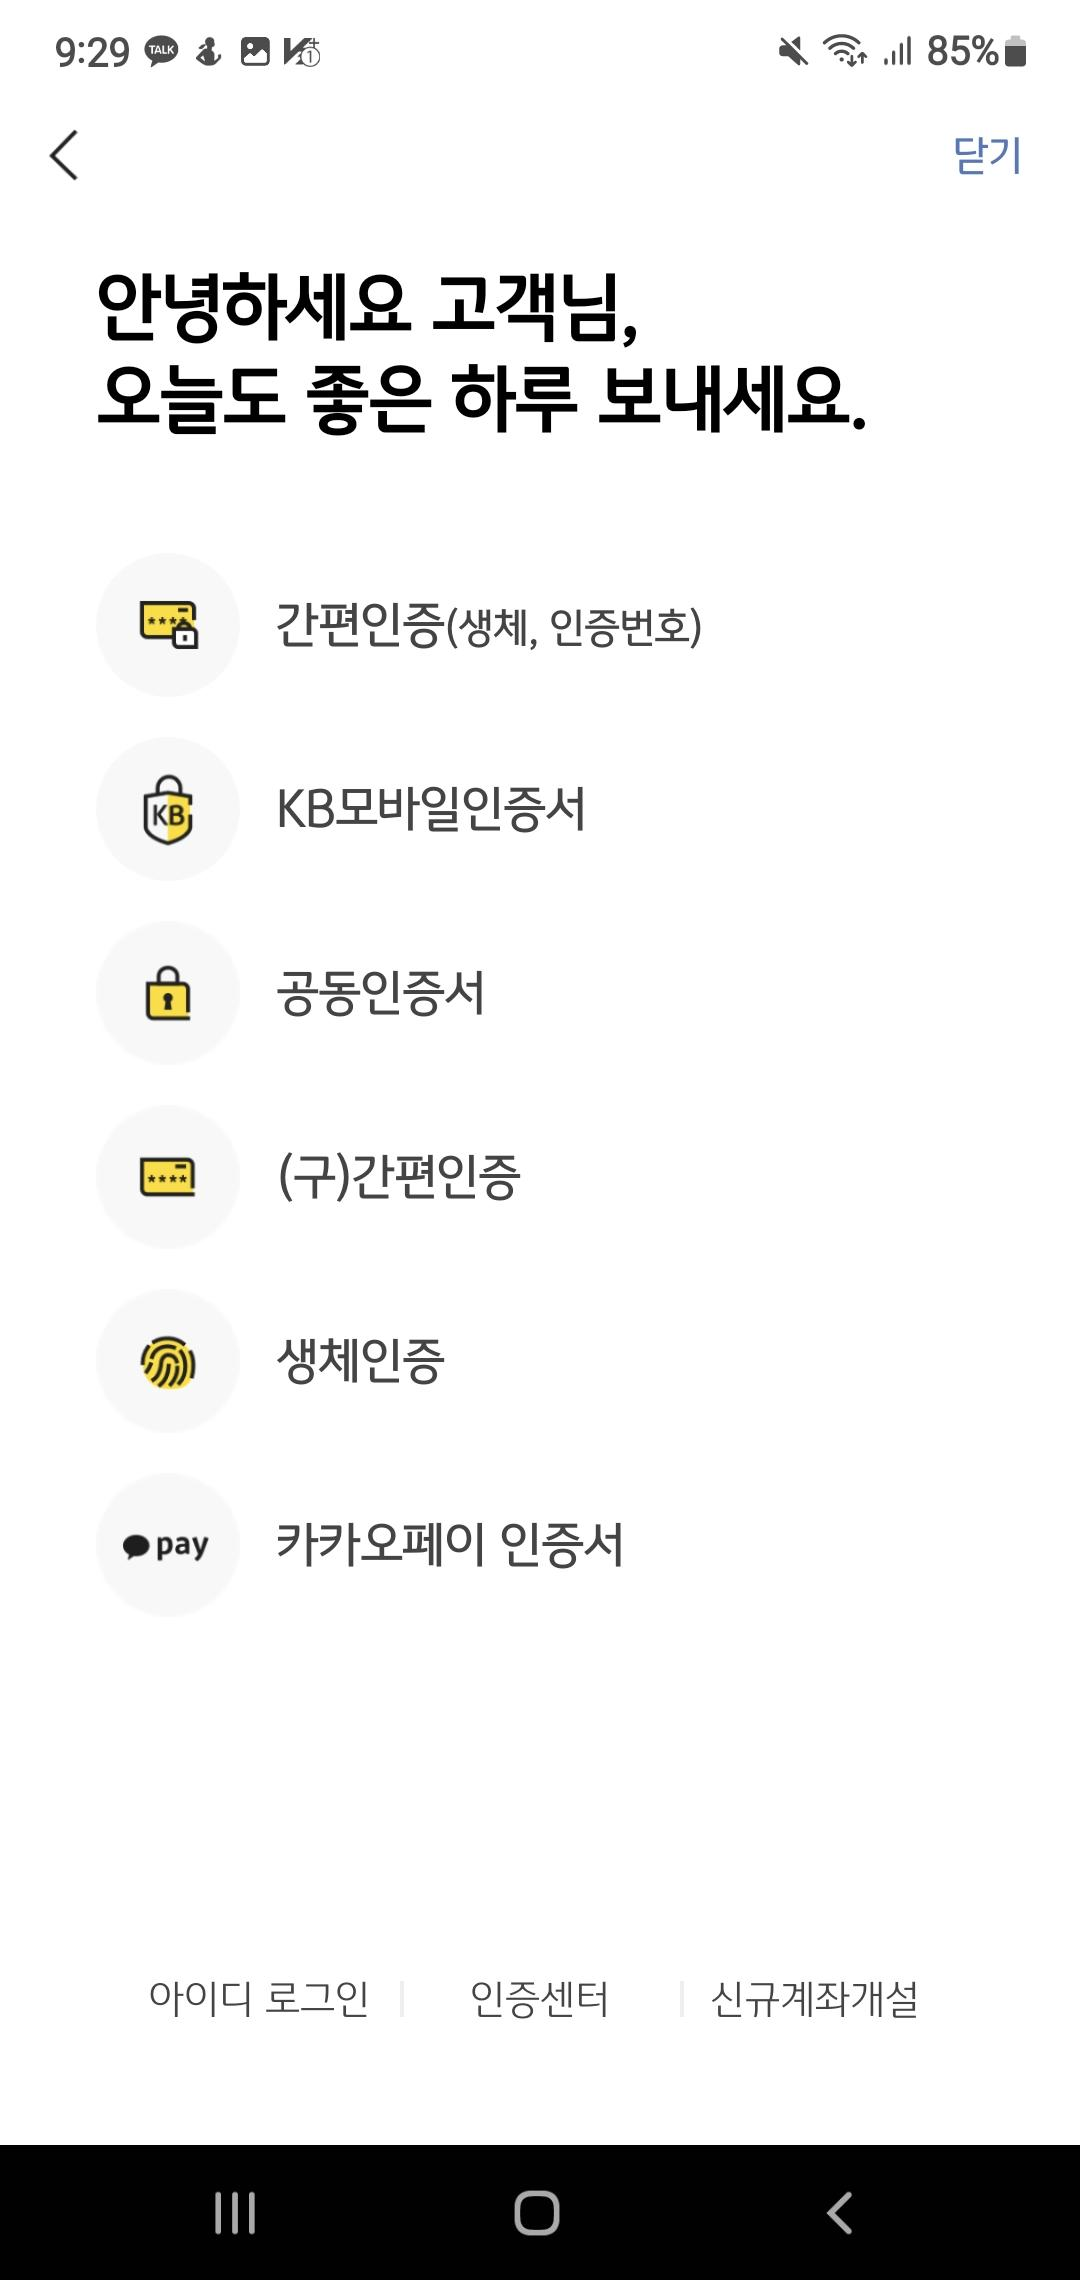 9:29 TALK 85%
닫기
안녕하세요 고객님,
오늘도 좋은 하루 보내세요.
**** 간편인증(생체, 인증번호)
KB KB모바일인증서
공동인증서
**** (구)간편인증
생체인증
pay 카카오페이 인증서
아이디 로그인 | 인증센터 | 신규계좌개설